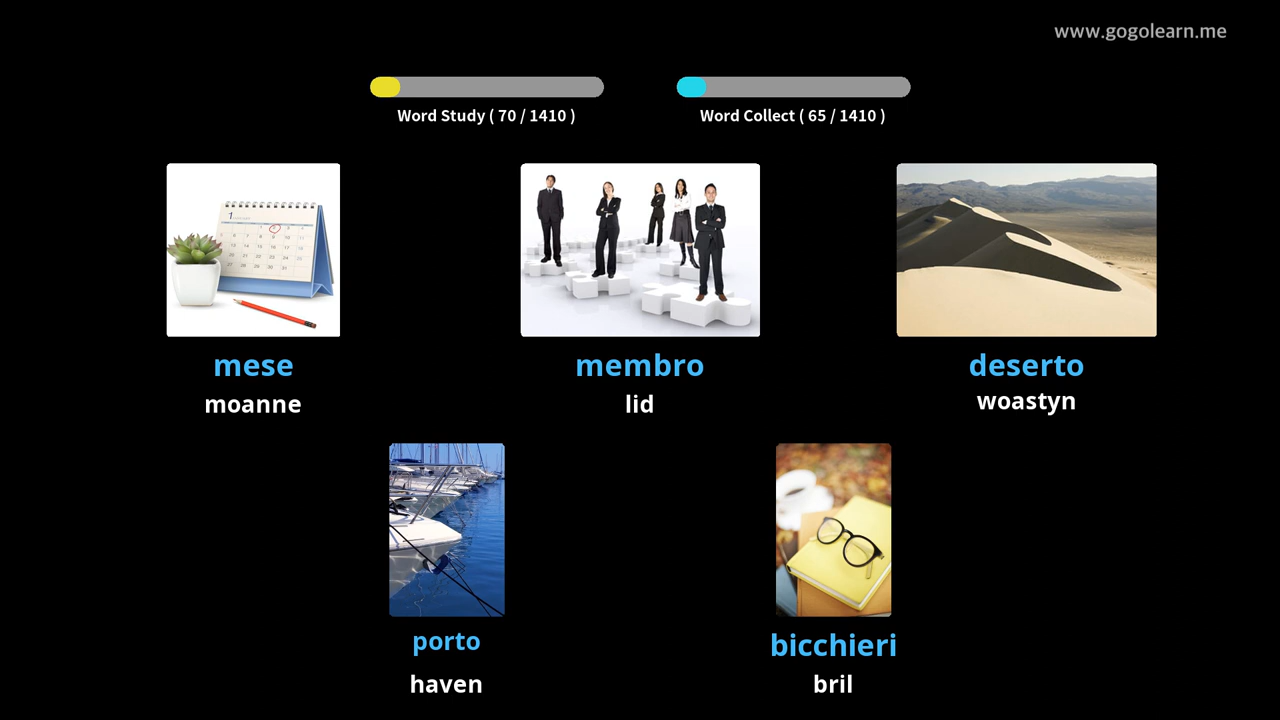 www.gogolearn.me
Word Study ( 70 / 1410 )
Word Collect ( 65 / 1410 )
mese
moanne
membro
lid
deserto
woastyn
porto
haven
bicchieri
bril